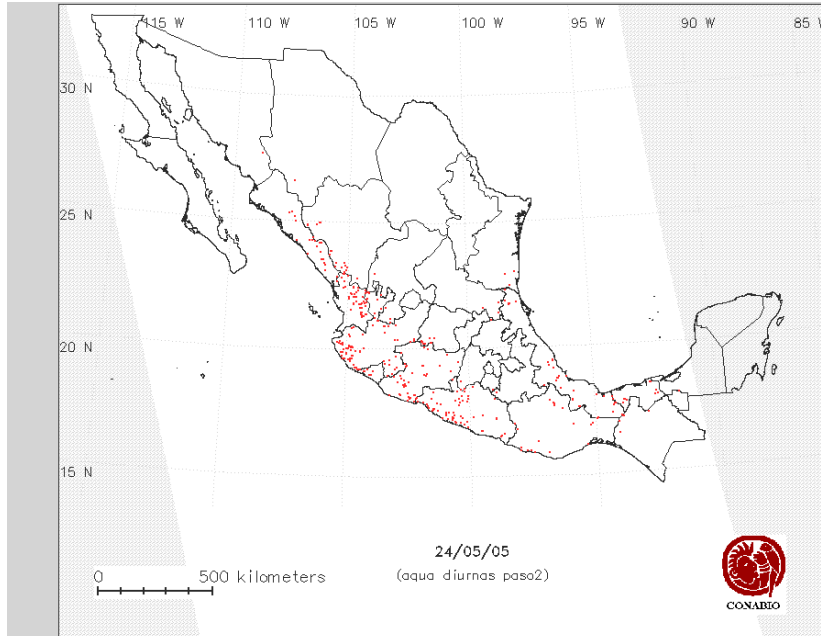 115 W 110 W 105 W 100 W 95 W 90 W 85 W
30 N
25 N
20 N
15 N
24/05/05
(aqua diurnas paso2)
0 500 kilometers
CONABIO